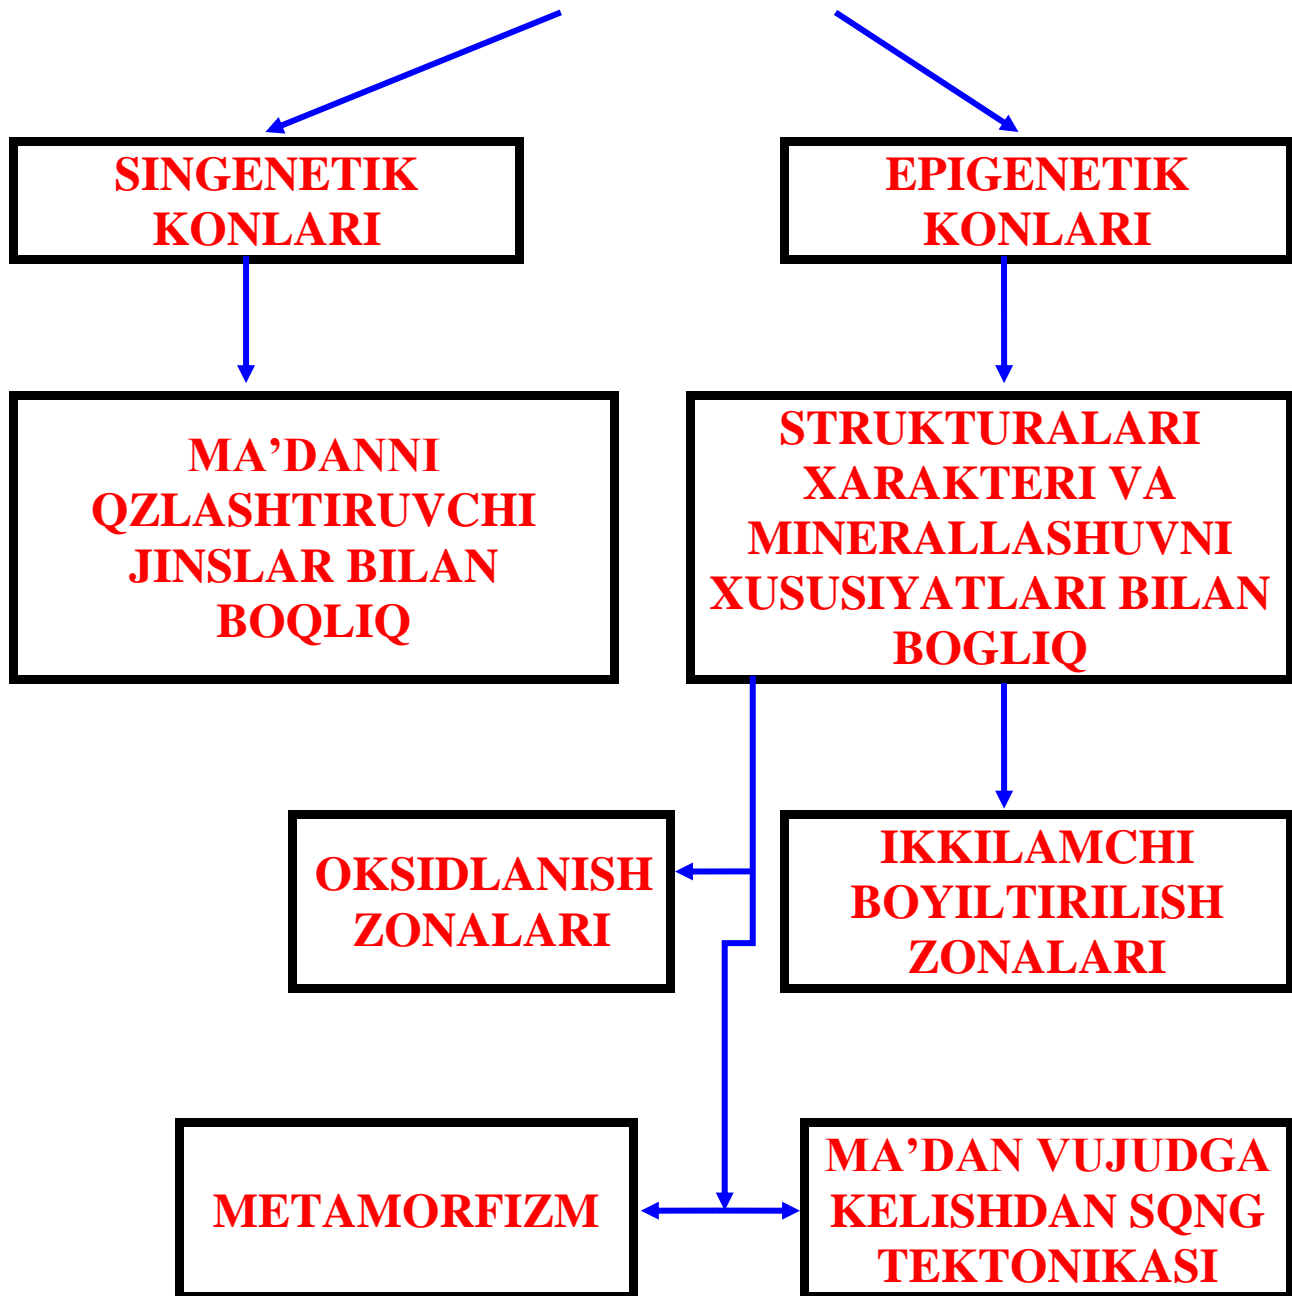 SINGENETIK
KONLARI
EPIGENETIK
KONLARI
MA’DANNI
QZLASHTIRUVCHI
JINSLAR BILAN
BOQLIQ
STRUKTURALARI
XARAKTERI VA
MINERALLASHUVNI
XUSUSIYATLARI BILAN
BOGLIQ
OKSIDLANISH
ZONALARI
IKKILAMCHI
BOYILTIRILISH
ZONALARI
METAMORFIZM
MA’DAN VUJUDGA
KELISHDAN SQNG
TEKTONIKASI